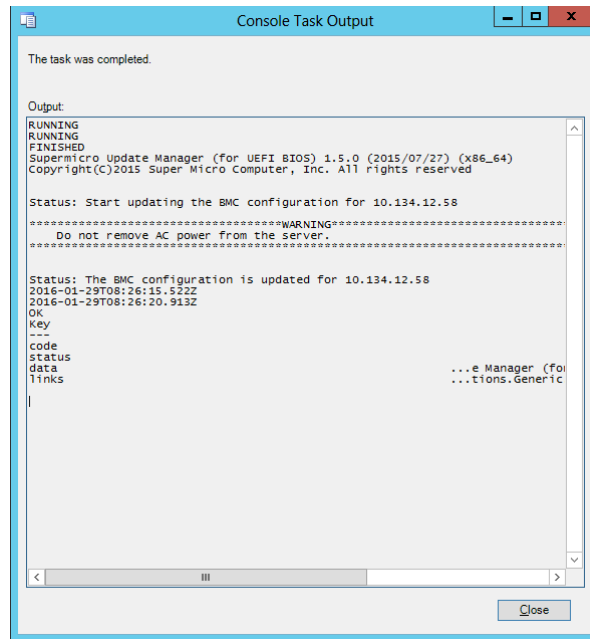 Console Task Output
The task was completed.
Output:
RUNNING
RUNNING
FINISHED
Supermicro Update Manager (for UEFI BIOS) 1.5.0 (2015/07/27) (x86_64)
Copyright(C)2015 Super Micro Computer, Inc. All rights reserved
Status: Start updating the BMC configuration for 10.134.12.58
*************************************WARNING***********************************
Do not remove AC power from the server.
*******************************************************************************
Status: The BMC configuration is updated for 10.134.12.58
2016-01-29T08:26:15.522Z
2016-01-29T08:26:20.913Z
OK
Key
---
code
status
data ...e Manager (fo
links ...tions.Generic
Close